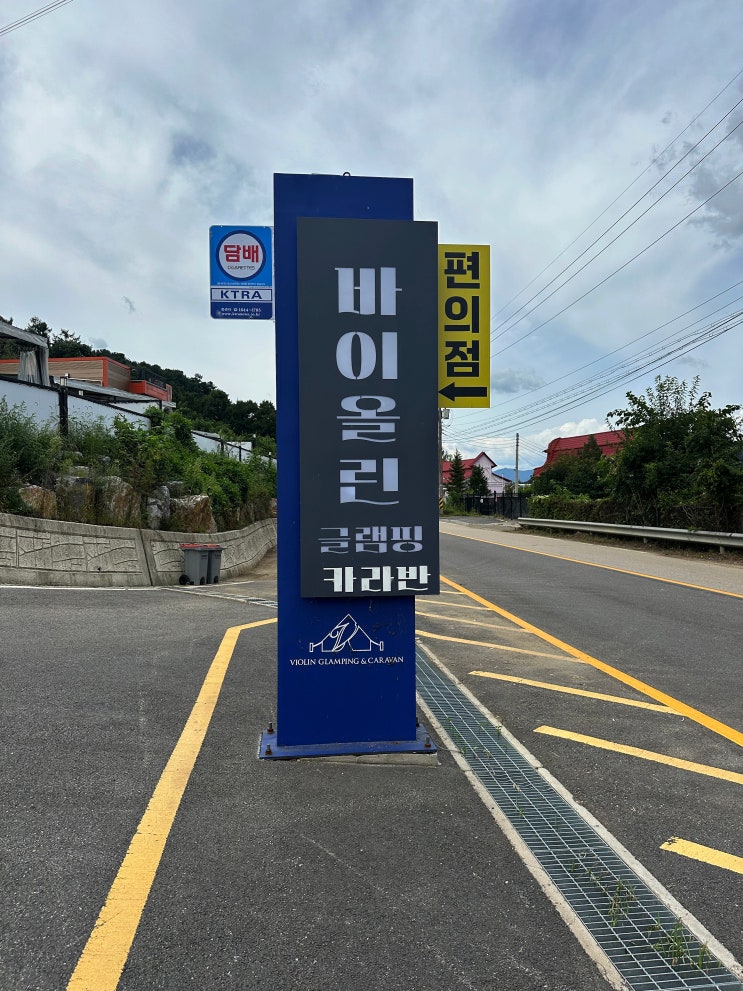 담배
CIGARETTES
KTRA
바이올린
글램핑
카라반
VIOLIN GLAMPING & CARAVAN
편의점